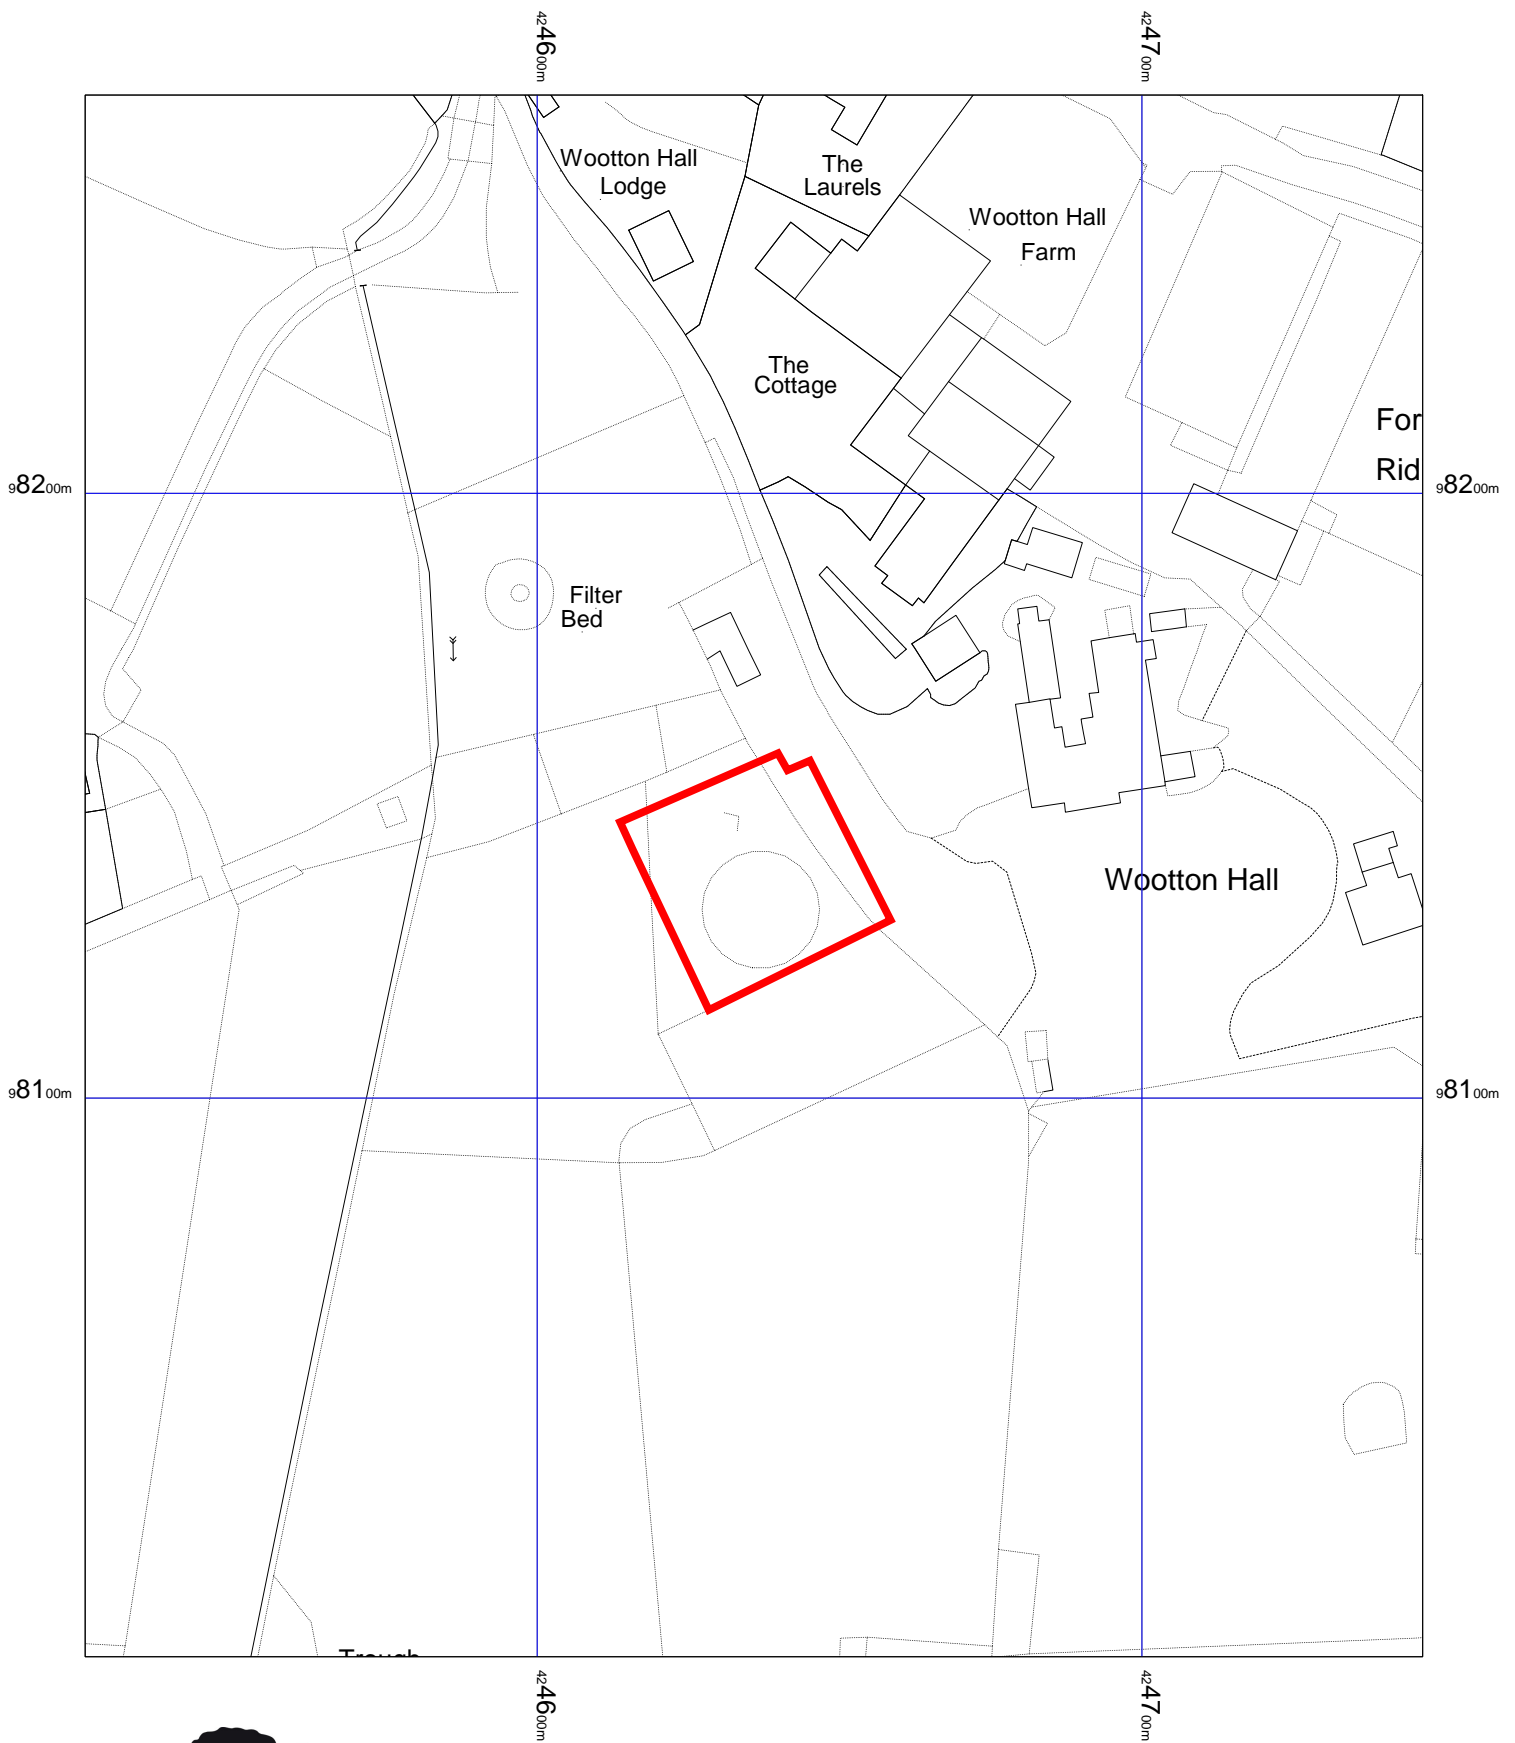 4246 00m
4247 00m
Wootton Hall
Lodge
The
Laurels
Wootton Hall
Farm
The
Cottage
For
Rid
982 00m
982 00m
Filter
Bed
Wootton Hall
981 00m
981 00m
Trough
4246 00m
4247 00m